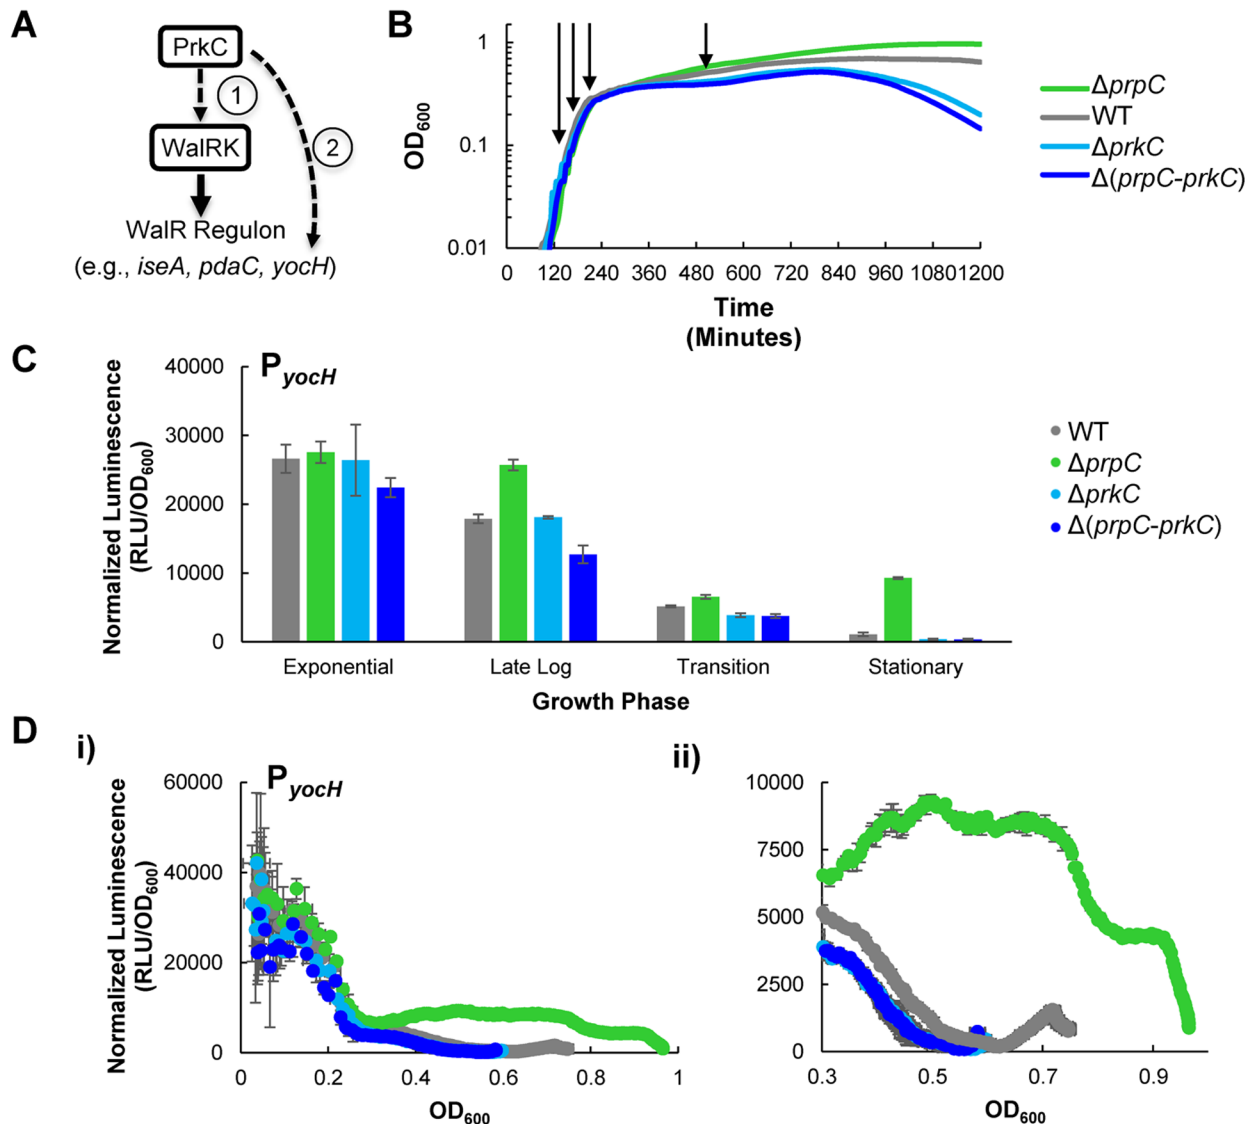 A
PrkC
1
WalRK
2
WalR Regulon
(e.g., iseA, pdaC, yocH)
B
OD600
1
0.1
0.01
0 120 240 360 480 600 720 840 960 1080 1200
Time
(Minutes)
ΔprpC
WT
ΔprkC
Δ(prpC-prkC)
C
PyocH
Normalized Luminescence
(RLU/OD600)
40000
30000
20000
10000
0
Exponential Late Log Transition Stationary
Growth Phase
WT
ΔprpC
ΔprkC
Δ(prpC-prkC)
D
i)
PyocH
Normalized Luminescence
(RLU/OD600)
60000
40000
20000
0
0 0.2 0.4 0.6 0.8 1
OD600
ii)
10000
7500
5000
2500
0
0.3 0.5 0.7 0.9
OD600